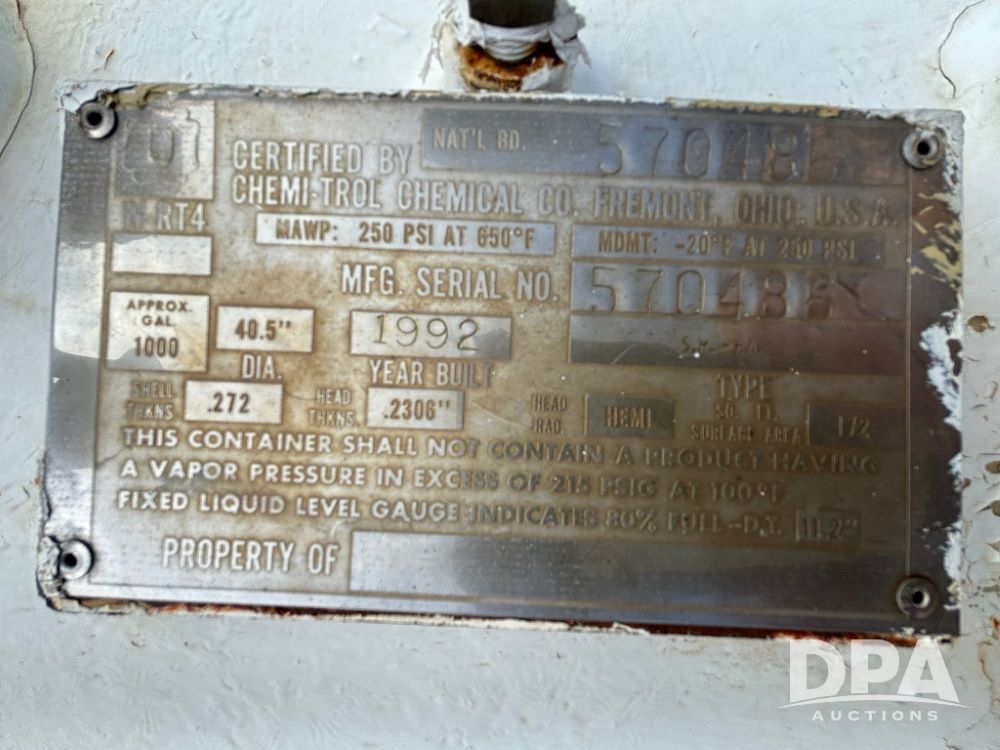 U
NAT'L BD. 570486
CERTIFIED BY
CHEMI-TROL CHEMICAL CO. FREMONT, OHIO, U.S.A.
W-RT4
MAWP: 250 PSI AT 650°F
MDMT: -20°F AT 250 PSI
MFG. SERIAL NO. 570486
APPROX. GAL. 1000
40.5" DIA.
1992
YEAR BUILT
TYPE
SHELL THKNS .272
HEAD THKNS. .2306"
HEAD RAD. HEMI
SQ. FT. SURFACE AREA 172
THIS CONTAINER SHALL NOT CONTAIN A PRODUCT HAVING
A VAPOR PRESSURE IN EXCESS OF 215 PSIG AT 100°F
FIXED LIQUID LEVEL GAUGE INDICATES 80% FULL -D.T. 11.2"
PROPERTY OF
DPA
AUCTIONS